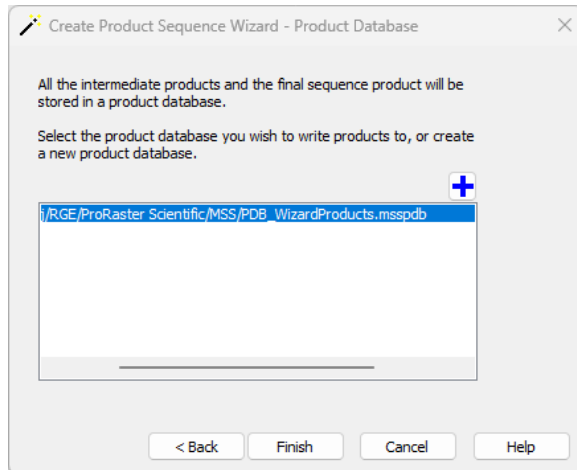 Create Product Sequence Wizard - Product Database
All the intermediate products and the final sequence product will be
stored in a product database.
Select the product database you wish to write products to, or create
a new product database.
j/RGE/ProRaster Scientific/MSS/PDB_WizardProducts.msspdb
< Back Finish Cancel Help